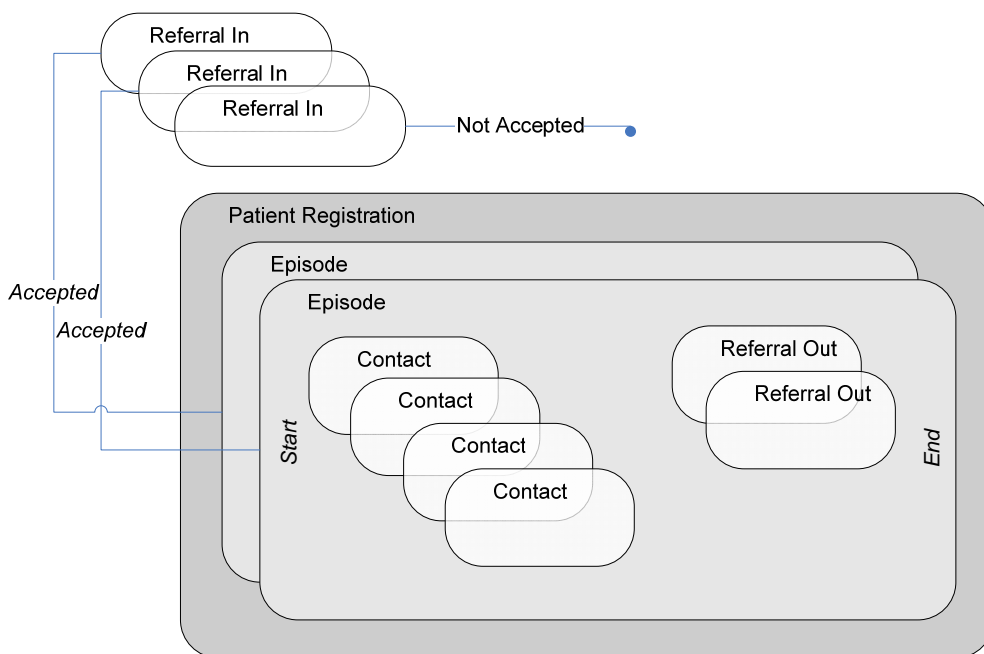 Referral In
Referral In
Referral In
Not Accepted
Patient Registration
Episode
Accepted
Episode
Accepted
Contact
Referral Out
Contact
Referral Out
Start
Contact
End
Contact